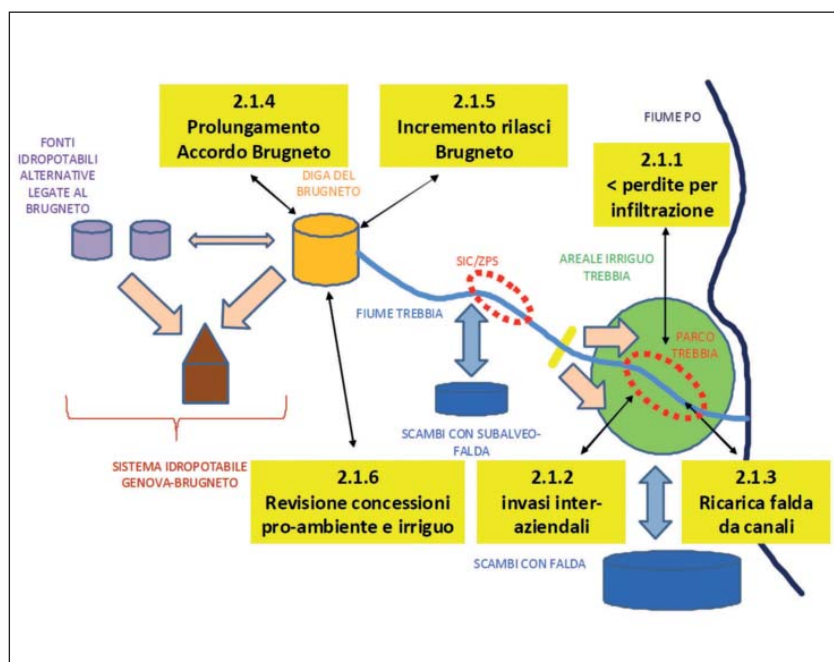 2.1.4
Prolungamento
Accordo Brugneto
2.1.5
Incremento rilasci
Brugneto
FIUME PO
2.1.1
< perdite per
infiltrazione
FONTI
IDROPOTABILI
ALTERNATIVE
LEGATE AL
BRUGNETO
DIGA DEL
BRUGNETO
SIC/ZPS
AREALE IRRIGUO
TREBBIA
FIUME TREBBIA
PARCO
TREBBIA
SCAMBI CON SUBALVEO-
FALDA
SISTEMA IDROPOTABILE
GENOVA-BRUGNETO
2.1.6
Revisione concessioni
pro-ambiente e irriguo
2.1.2
invasi inter-
aziendali
2.1.3
Ricarica falda
da canali
SCAMBI CON FALDA